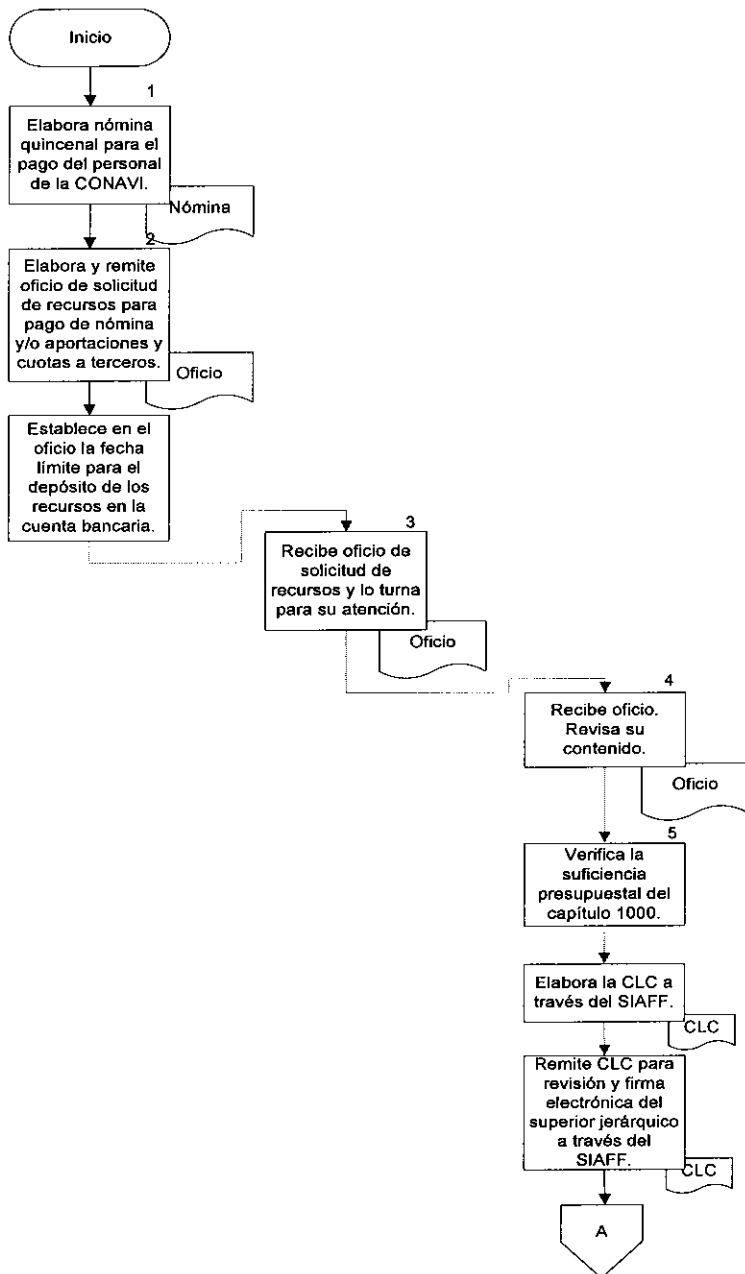 Inicio
1
Elabora nómina
quincenal para el
pago del personal
de la CONAVI.
Nómina
2
Elabora y remite
oficio de solicitud
de recursos para
pago de nómina
y/o aportaciones y
cuotas a terceros.
Oficio
Establece en el
oficio la fecha
límite para el
depósito de los
recursos en la
cuenta bancaria.
3
Recibe oficio de
solicitud de
recursos y lo turna
para su atención.
Oficio
4
Recibe oficio.
Revisa su
contenido.
Oficio
5
Verifica la
suficiencia
presupuestal del
capítulo 1000.
Elabora la CLC a
través del SIAFF.
CLC
Remite CLC para
revisión y firma
electrónica del
superior jerárquico
a través del
SIAFF.
CLC
A